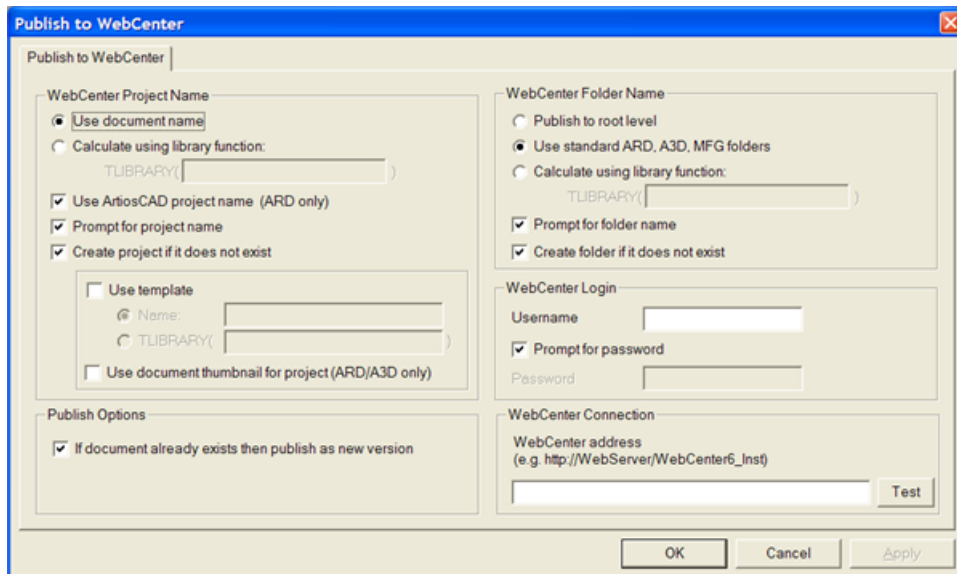 Publish to WebCenter
Publish to WebCenter
WebCenter Project Name
Use document name
Calculate using library function:
TLIBRARY( )
Use ArtiosCAD project name (ARD only)
Prompt for project name
Create project if it does not exist
Use template
Name:
TLIBRARY( )
Use document thumbnail for project (ARD/A3D only)
Publish Options
If document already exists then publish as new version
WebCenter Folder Name
Publish to root level
Use standard ARD, A3D, MFG folders
Calculate using library function:
TLIBRARY( )
Prompt for folder name
Create folder if it does not exist
WebCenter Login
Username
Prompt for password
Password
WebCenter Connection
WebCenter address
(e.g. http://WebServer/WebCenter6_Inst)
Test
OK Cancel Apply